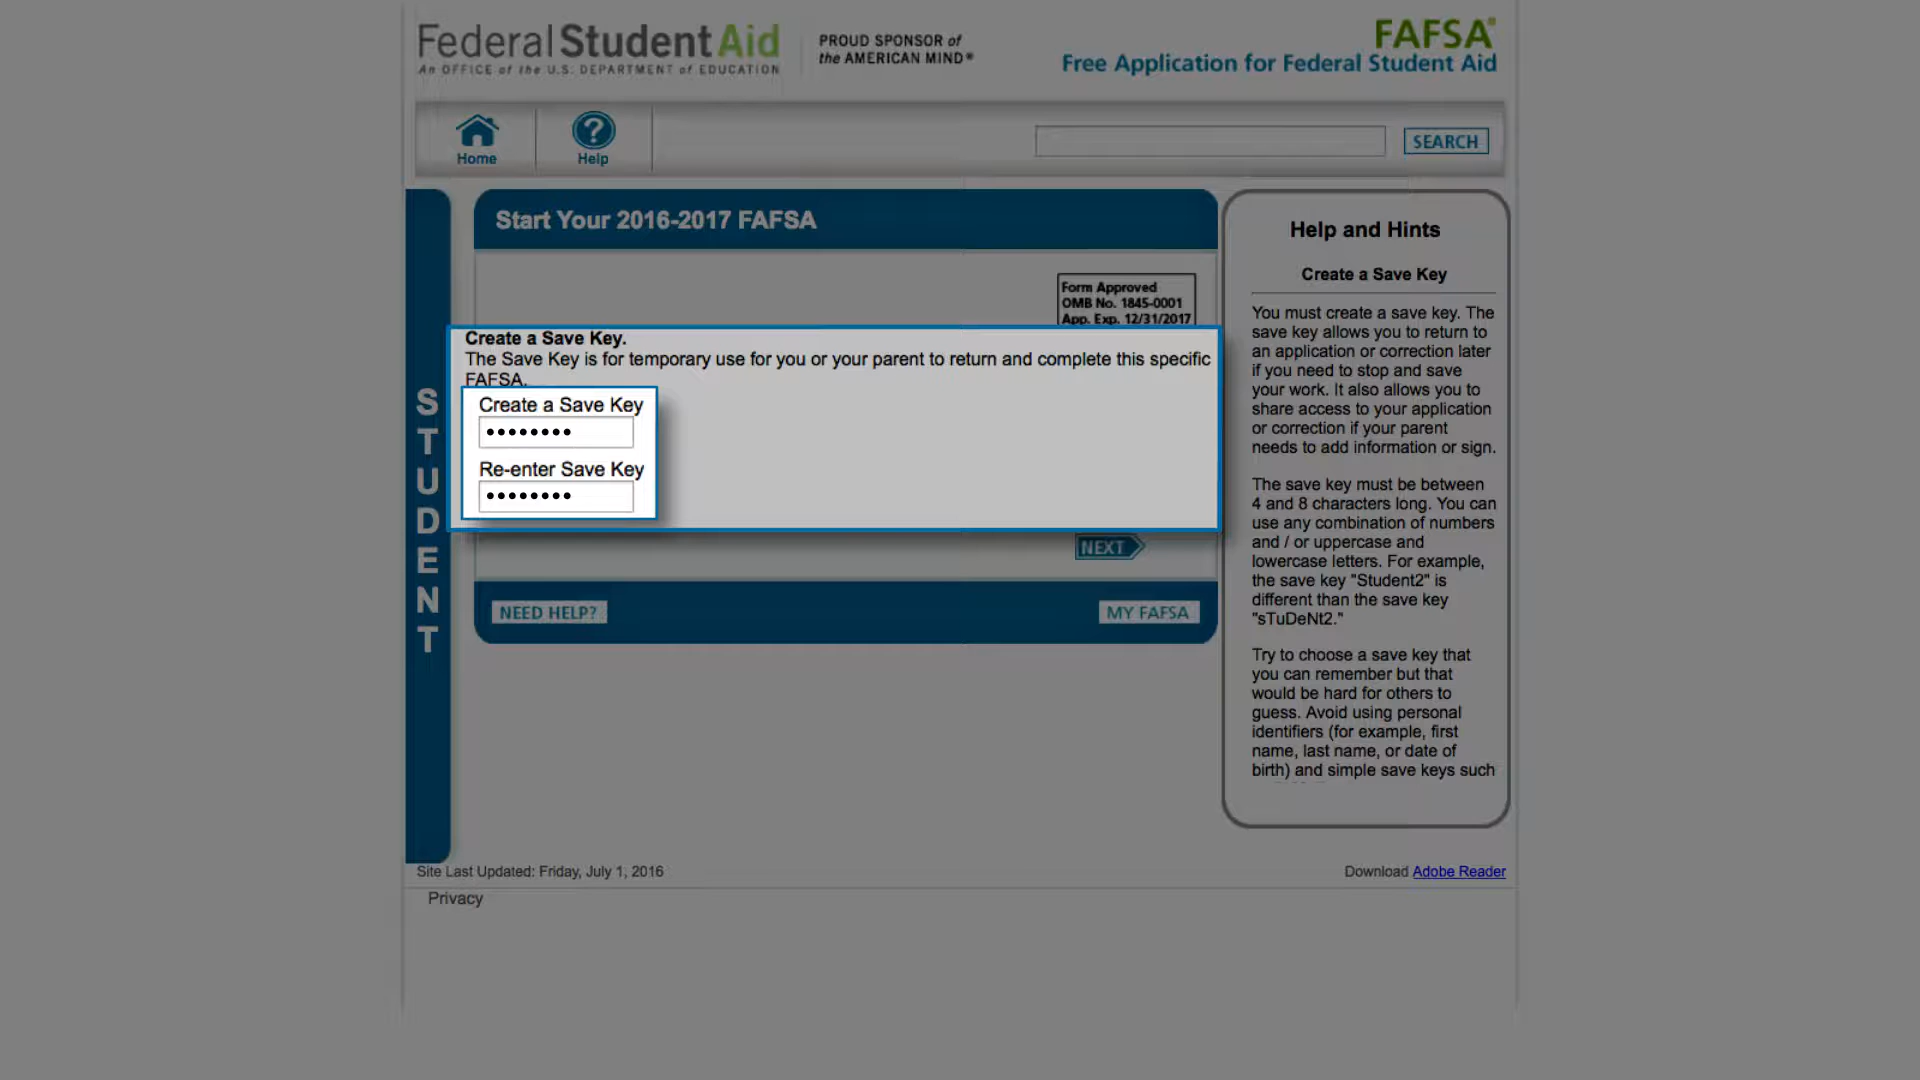 Federal Student Aid
An OFFICE of the U.S. DEPARTMENT of EDUCATION
PROUD SPONSOR of
the AMERICAN MIND®
FAFSA®
Free Application for Federal Student Aid
Home
Help
SEARCH
STUDENT
Start Your 2016-2017 FAFSA
Form Approved
OMB No. 1845-0001
App. Exp. 12/31/2017
Create a Save Key.
The Save Key is for temporary use for you or your parent to return and complete this specific
FAFSA.
Create a Save Key
••••••••
Re-enter Save Key
••••••••
NEXT
NEED HELP?
MY FAFSA
Help and Hints
Create a Save Key
You must create a save key. The
save key allows you to return to
an application or correction later
if you need to stop and save
your work. It also allows you to
share access to your application
or correction if your parent
needs to add information or sign.
The save key must be between
4 and 8 characters long. You can
use any combination of numbers
and / or uppercase and
lowercase letters. For example,
the save key "Student2" is
different than the save key
"sTuDeNt2."
Try to choose a save key that
you can remember but that
would be hard for others to
guess. Avoid using personal
identifiers (for example, first
name, last name, or date of
birth) and simple save keys such
Site Last Updated: Friday, July 1, 2016
Download Adobe Reader
Privacy